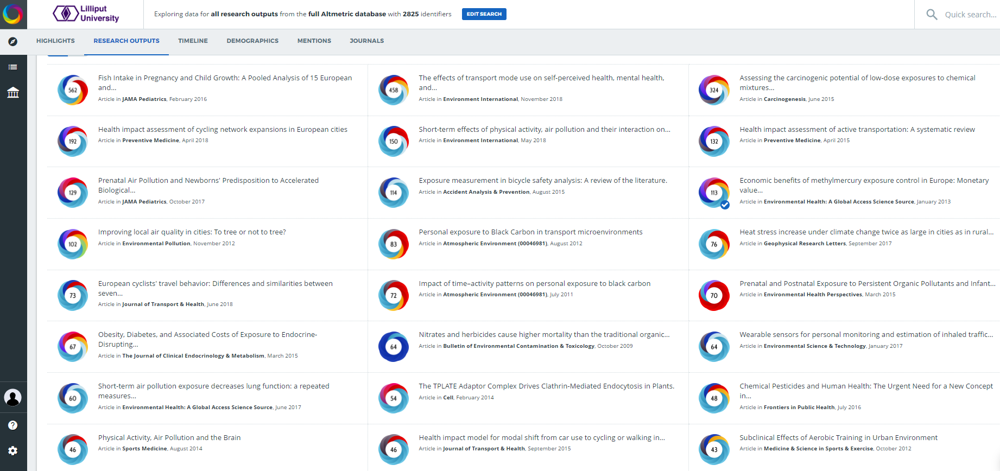 Lilliput
University
Exploring data for all research outputs from the full Altmetric database with 2825 identifiers
EDIT SEARCH
Quick search...
HIGHLIGHTS
RESEARCH OUTPUTS
TIMELINE
DEMOGRAPHICS
MENTIONS
JOURNALS
562
Fish Intake in Pregnancy and Child Growth: A Pooled Analysis of 15 European
and...
Article in JAMA Pediatrics, February 2016
458
The effects of transport mode use on self-perceived health, mental health,
and...
Article in Environment International, November 2018
324
Assessing the carcinogenic potential of low-dose exposures to chemical
mixtures...
Article in Carcinogenesis, June 2015
192
Health impact assessment of cycling network expansions in European cities
Article in Preventive Medicine, April 2018
150
Short-term effects of physical activity, air pollution and their interaction on...
Article in Environment International, May 2018
132
Health impact assessment of active transportation: A systematic review
Article in Preventive Medicine, April 2015
129
Prenatal Air Pollution and Newborns' Predisposition to Accelerated
Biological...
Article in JAMA Pediatrics, October 2017
114
Exposure measurement in bicycle safety analysis: A review of the literature.
Article in Accident Analysis & Prevention, August 2015
113
Economic benefits of methylmercury exposure control in Europe: Monetary
value...
Article in Environmental Health: A Global Access Science Source, January 2013
102
Improving local air quality in cities: To tree or not to tree?
Article in Environmental Pollution, November 2012
83
Personal exposure to Black Carbon in transport microenvironments
Article in Atmospheric Environment (00046981), August 2012
76
Heat stress increase under climate change twice as large in cities as in rural...
Article in Geophysical Research Letters, September 2017
73
European cyclists' travel behavior: Differences and similarities between
seven...
Article in Journal of Transport & Health, June 2018
72
Impact of time–activity patterns on personal exposure to black carbon
Article in Atmospheric Environment (00046981), July 2011
70
Prenatal and Postnatal Exposure to Persistent Organic Pollutants and Infant...
Article in Environmental Health Perspectives, March 2015
67
Obesity, Diabetes, and Associated Costs of Exposure to Endocrine-
Disrupting...
Article in The Journal of Clinical Endocrinology & Metabolism, March 2015
64
Nitrates and herbicides cause higher mortality than the traditional organic...
Article in Bulletin of Environmental Contamination & Toxicology, October 2009
64
Wearable sensors for personal monitoring and estimation of inhaled traffic...
Article in Environmental Science & Technology, January 2017
60
Short-term air pollution exposure decreases lung function: a repeated
measures...
Article in Environmental Health: A Global Access Science Source, June 2017
54
The TPLATE Adaptor Complex Drives Clathrin-Mediated Endocytosis in Plants.
Article in Cell, February 2014
48
Chemical Pesticides and Human Health: The Urgent Need for a New Concept
in...
Article in Frontiers in Public Health, July 2016
46
Physical Activity, Air Pollution and the Brain
Article in Sports Medicine, August 2014
46
Health impact model for modal shift from car use to cycling or walking in...
Article in Journal of Transport & Health, September 2015
43
Subclinical Effects of Aerobic Training in Urban Environment
Article in Medicine & Science in Sports & Exercise, October 2012